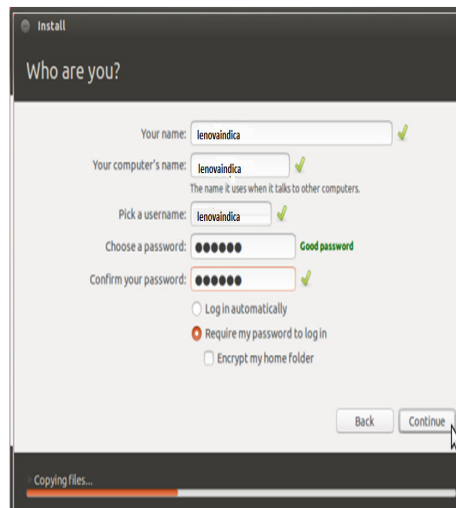 Install
Who are you?
Your name: lenovaindica
Your computer's name: lenovaindica
The name it uses when it talks to other computers.
Pick a username: lenovaindica
Choose a password: ●●●●●● Good password
Confirm your password: ●●●●●●
Log in automatically
Require my password to log in
Encrypt my home folder
Back Continue
Copying files...